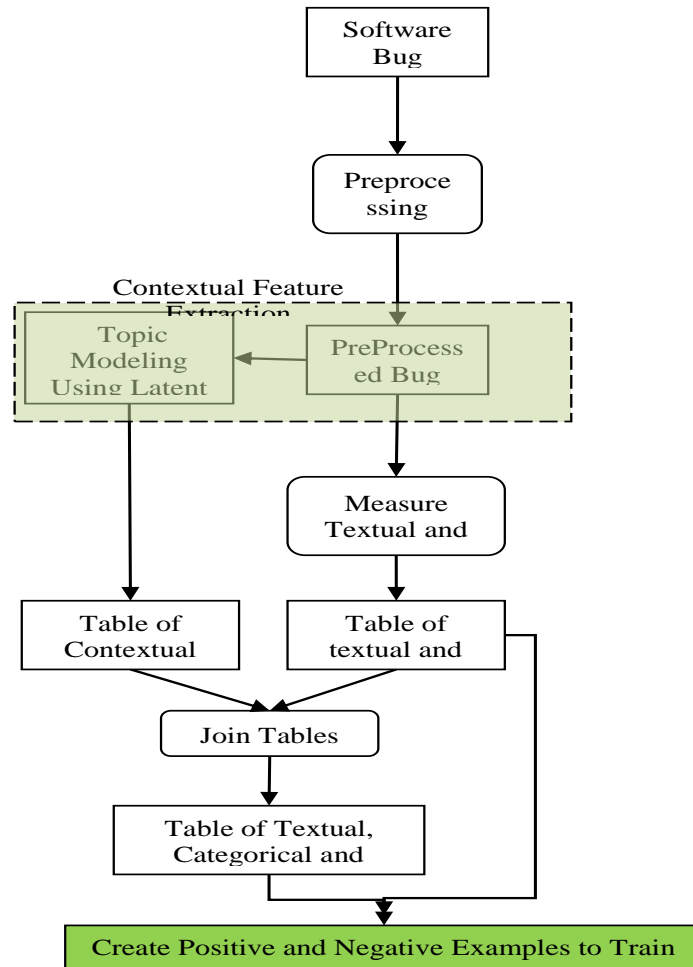 Software
Bug
Preproce
ssing
Contextual Feature
Extraction
Topic
Modeling
Using Latent
PreProcess
ed Bug
Measure
Textual and
Table of
Contextual
Table of
textual and
Join Tables
Table of Textual,
Categorical and
Create Positive and Negative Examples to Train